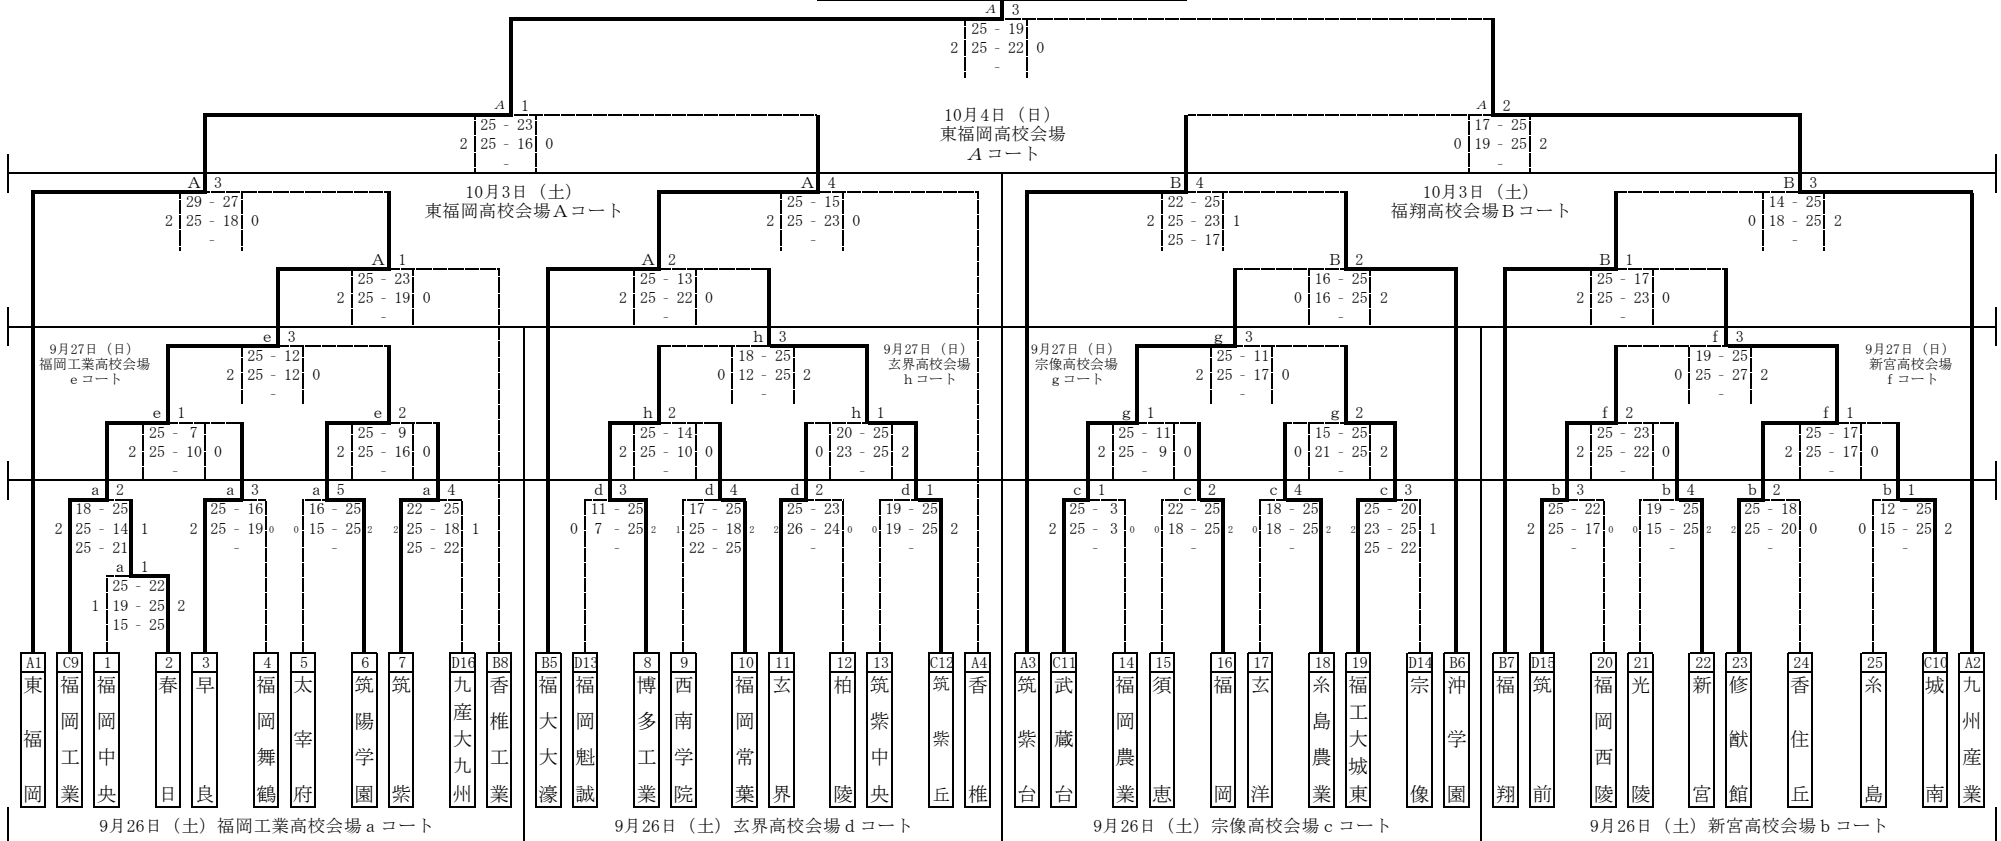 A 3
25 - 19
2 25 - 22 0
-
A 1
25 - 23
2 25 - 16 0
-
10月4日（日）
東福岡高校会場
Aコート
A 2
17 - 25
0 19 - 25 2
-
A 3
29 - 27
2 25 - 18 0
-
10月3日（土）
東福岡高校会場Aコート
A 4
25 - 15
2 25 - 23 0
-
B 4
22 - 25
2 25 - 23 1
25 - 17
10月3日（土）
福翔高校会場Bコート
B 3
14 - 25
0 18 - 25 2
-
A 1
25 - 23
2 25 - 19 0
-
A 2
25 - 13
2 25 - 22 0
-
B 2
16 - 25
0 16 - 25 2
-
B 1
25 - 17
2 25 - 23 0
-
9月27日（日）
福岡工業高校会場
eコート
e 3
25 - 12
2 25 - 12 0
-
h 3
18 - 25
0 12 - 25 2
-
9月27日（日）
玄界高校会場
hコート
9月27日（日）
宗像高校会場
gコート
g 3
25 - 11
2 25 - 17 0
-
f 3
19 - 25
0 25 - 27 2
-
9月27日（日）
新宮高校会場
fコート
e 1
25 - 7
2 25 - 10 0
-
e 2
25 - 9
2 25 - 16 0
-
h 2
25 - 14
2 25 - 10 0
-
h 1
20 - 25
0 23 - 25 2
-
g 1
25 - 11
2 25 - 9 0
-
g 2
15 - 25
0 21 - 25 2
-
f 2
25 - 23
2 25 - 22 0
-
f 1
25 - 17
2 25 - 17 0
-
a 2
18 - 25
2 25 - 14 1
25 - 21
a 3
25 - 16
2 25 - 19 0
-
a 5
16 - 25
0 15 - 25 2
-
a 4
22 - 25
2 25 - 18 1
25 - 22
d 3
11 - 25
0 7 - 25 2
-
d 4
17 - 25
1 25 - 18 2
22 - 25
d 2
25 - 23
2 26 - 24 0
-
d 1
19 - 25
0 19 - 25 2
-
c 1
25 - 3
2 25 - 3 0
-
c 2
22 - 25
0 18 - 25 2
-
c 4
18 - 25
0 18 - 25 2
-
c 3
25 - 20
2 23 - 25 1
25 - 22
b 3
25 - 22
2 25 - 17 0
-
b 4
19 - 25
0 15 - 25 2
-
b 2
25 - 18
2 25 - 20 0
-
b 1
12 - 25
0 15 - 25 2
-
a 1
25 - 22
1 19 - 25 2
15 - 25
A1
東福岡
C9
福岡工業
1
福岡中央
2
春日
3
早良
4
福岡舞鶴
5
太宰府
6
筑陽学園
7
筑紫
D16
九産大九州
B8
香椎工業
B5
福大大濠
D13
福岡魁誠
8
博多工業
9
西南学院
10
福岡常葉
11
玄界
12
柏陵
13
筑紫中央
C12
筑紫丘
A4
香椎
A3
筑紫台
C11
武蔵台
14
福岡農業
15
須恵
16
福岡
17
玄洋
18
糸島農業
19
福工大城東
D14
宗像
B6
沖学園
B7
福翔
D15
筑前
20
福岡西陵
21
光陵
22
新宮
23
修猷館
24
香住丘
25
糸島
C10
城南
A2
九州産業
9月26日（土）福岡工業高校会場aコート
9月26日（土）玄界高校会場dコート
9月26日（土）宗像高校会場cコート
9月26日（土）新宮高校会場bコート